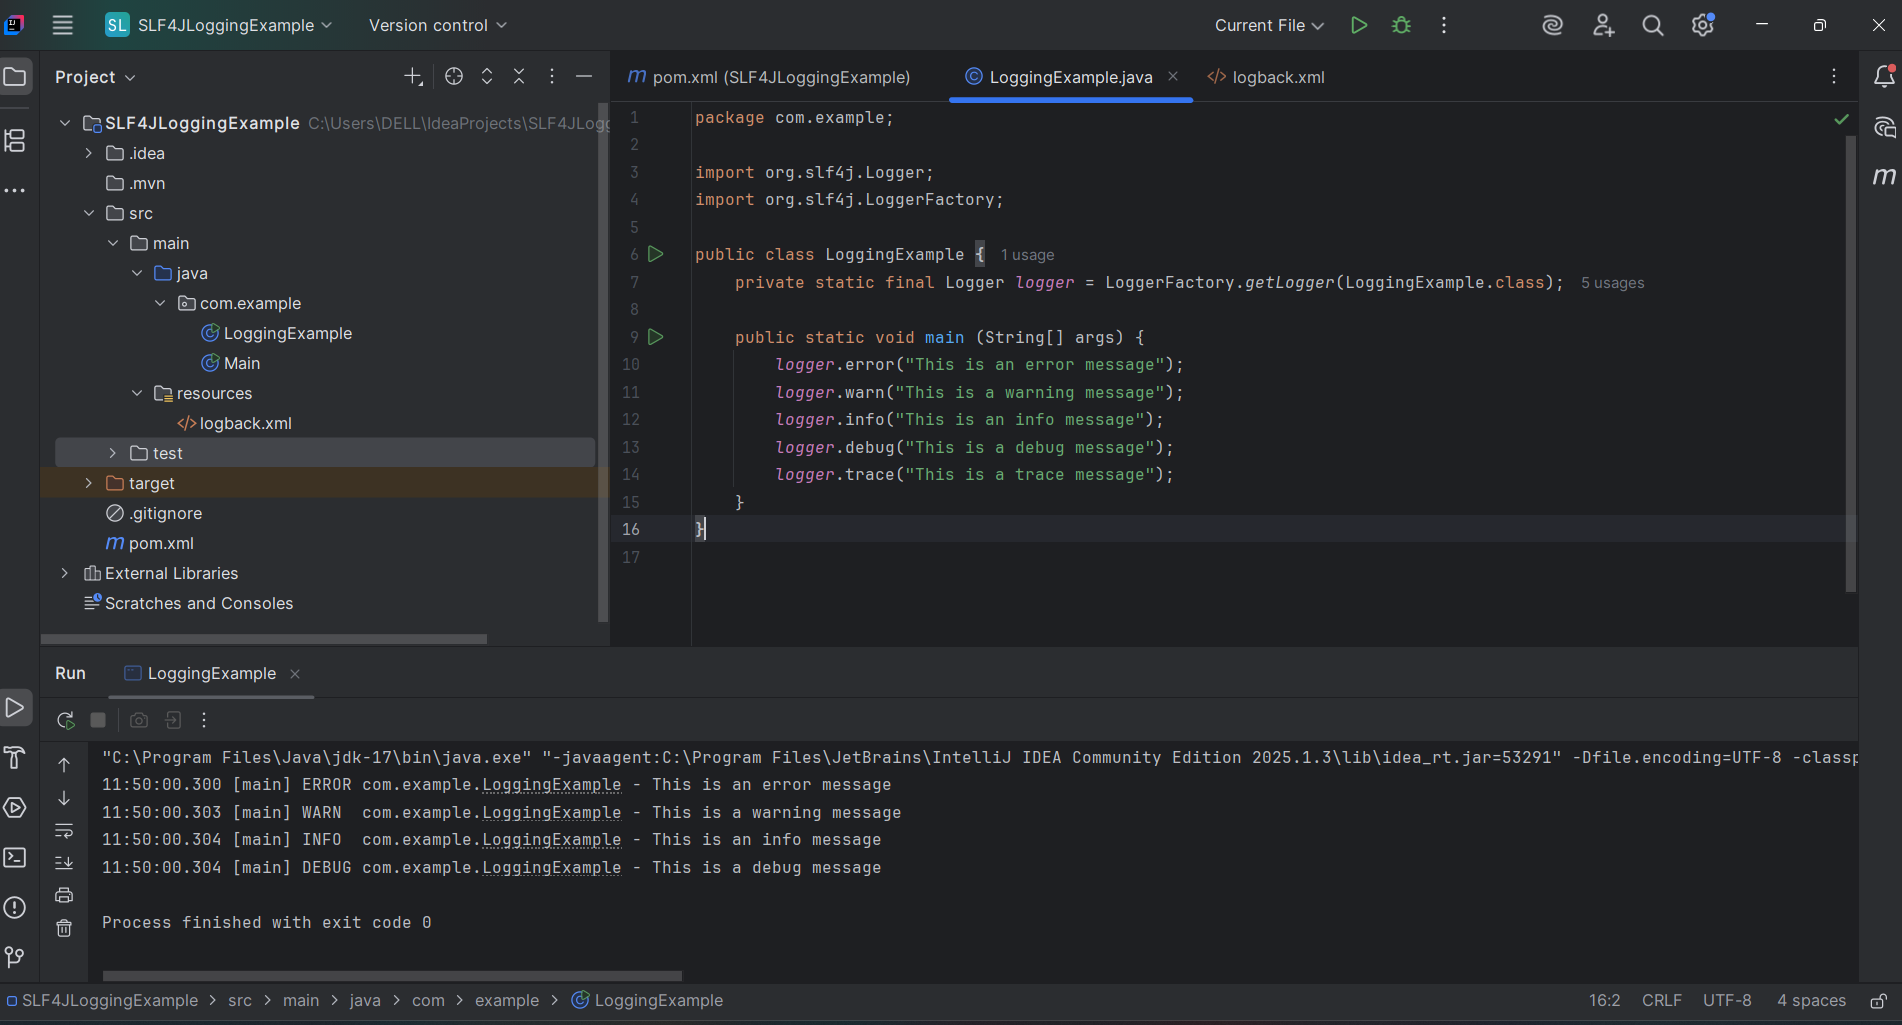 SL SLF4JLoggingExample Version control Current File
Project
SLF4JLoggingExample C:\Users\DELL\IdeaProjects\SLF4JLogg
.idea
.mvn
src
main
java
com.example
LoggingExample
Main
resources
logback.xml
test
target
.gitignore
pom.xml
External Libraries
Scratches and Consoles
pom.xml (SLF4JLoggingExample) LoggingExample.java logback.xml
1 package com.example;
2
3 import org.slf4j.Logger;
4 import org.slf4j.LoggerFactory;
5
6 public class LoggingExample { 1 usage
7 private static final Logger logger = LoggerFactory.getLogger(LoggingExample.class); 5 usages
8
9 public static void main (String[] args) {
10 logger.error("This is an error message");
11 logger.warn("This is a warning message");
12 logger.info("This is an info message");
13 logger.debug("This is a debug message");
14 logger.trace("This is a trace message");
15 }
16 }
17
Run LoggingExample
"C:\Program Files\Java\jdk-17\bin\java.exe" "-javaagent:C:\Program Files\JetBrains\IntelliJ IDEA Community Edition 2025.1.3\lib\idea_rt.jar=53291" -Dfile.encoding=UTF-8 -classp
11:50:00.300 [main] ERROR com.example.LoggingExample - This is an error message
11:50:00.303 [main] WARN  com.example.LoggingExample - This is a warning message
11:50:00.304 [main] INFO  com.example.LoggingExample - This is an info message
11:50:00.304 [main] DEBUG com.example.LoggingExample - This is a debug message
Process finished with exit code 0
SLF4JLoggingExample > src > main > java > com > example > LoggingExample 16:2 CRLF UTF-8 4 spaces